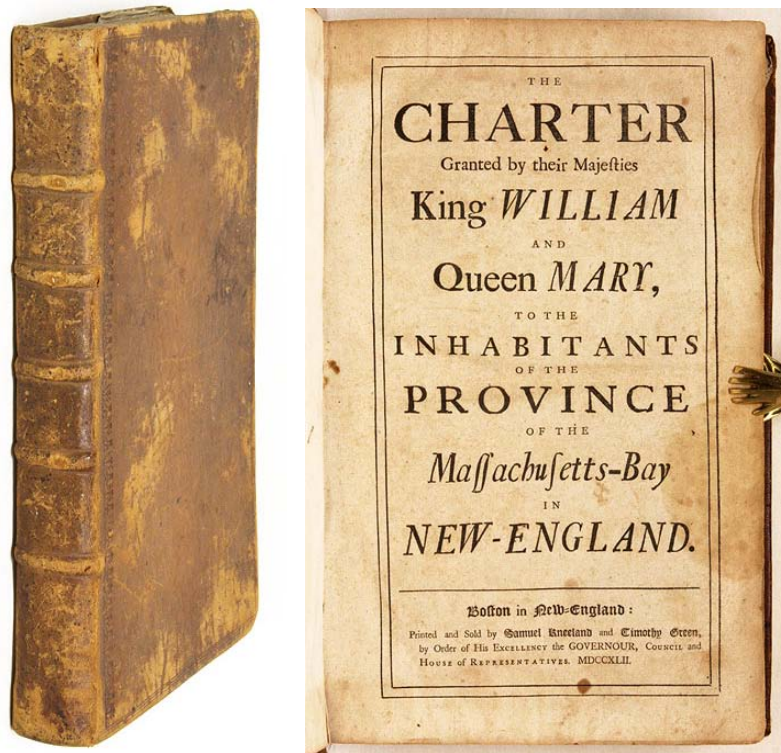 THE
CHARTER
Granted by their Majeſties
King WILLIAM
AND
Queen MARY,
TO THE
INHABITANTS
OF THE
PROVINCE
OF THE
Maſſachuſetts-Bay
IN
NEW-ENGLAND.
Boſton in New=England:
Printed and Sold by Samuel Kneeland and Timothy Green,
by Order of His EXCELLENCY the GOVERNOUR, COUNCIL and
HOUSE of REPRESENTATIVES. MDCCXLII.